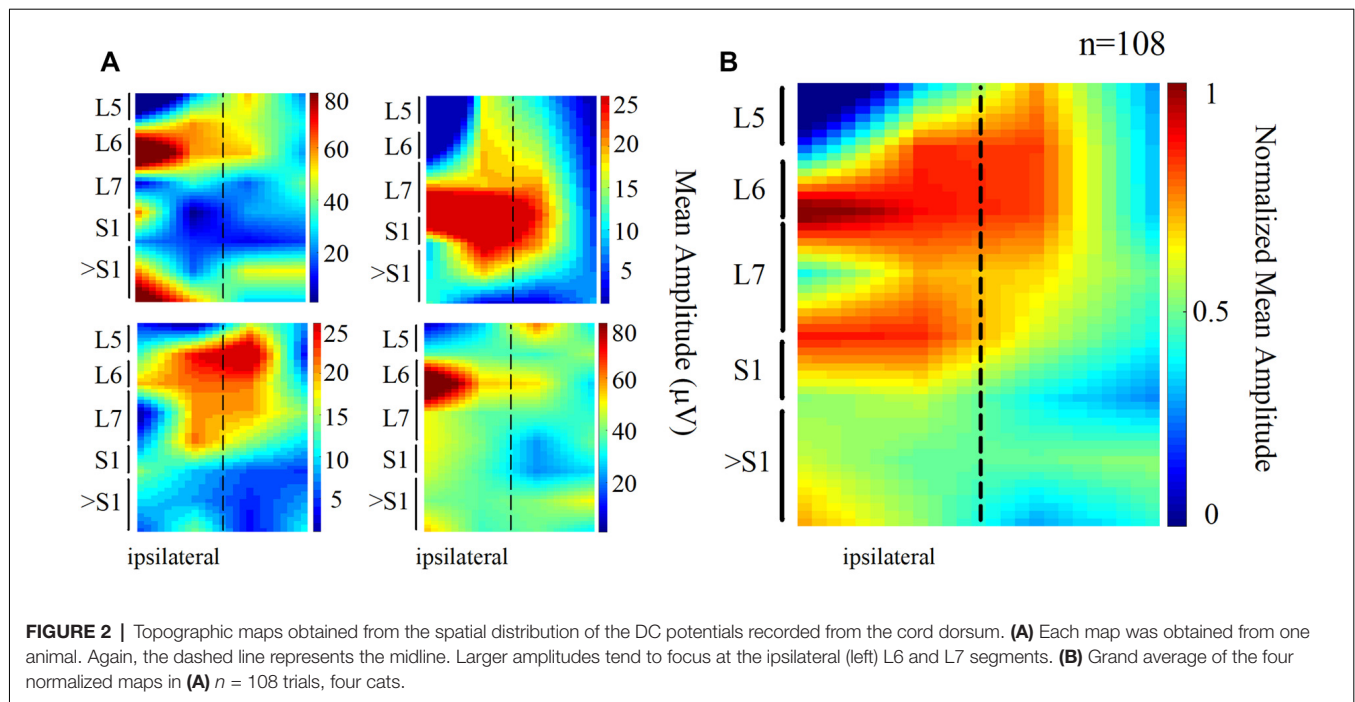 n=108
A
B
L5
L6
L7
S1
>S1
80
60
40
20
L5
L6
L7
S1
>S1
25
20
15
10
5
Mean Amplitude (μV)
L5
L6
L7
S1
>S1
25
20
15
10
5
L5
L6
L7
S1
>S1
80
60
40
20
ipsilateral
ipsilateral
L5
L6
L7
S1
>S1
1
0.5
0
Normalized Mean Amplitude
ipsilateral
FIGURE 2 | Topographic maps obtained from the spatial distribution of the DC potentials recorded from the cord dorsum. (A) Each map was obtained from one
animal. Again, the dashed line represents the midline. Larger amplitudes tend to focus at the ipsilateral (left) L6 and L7 segments. (B) Grand average of the four
normalized maps in (A) n = 108 trials, four cats.